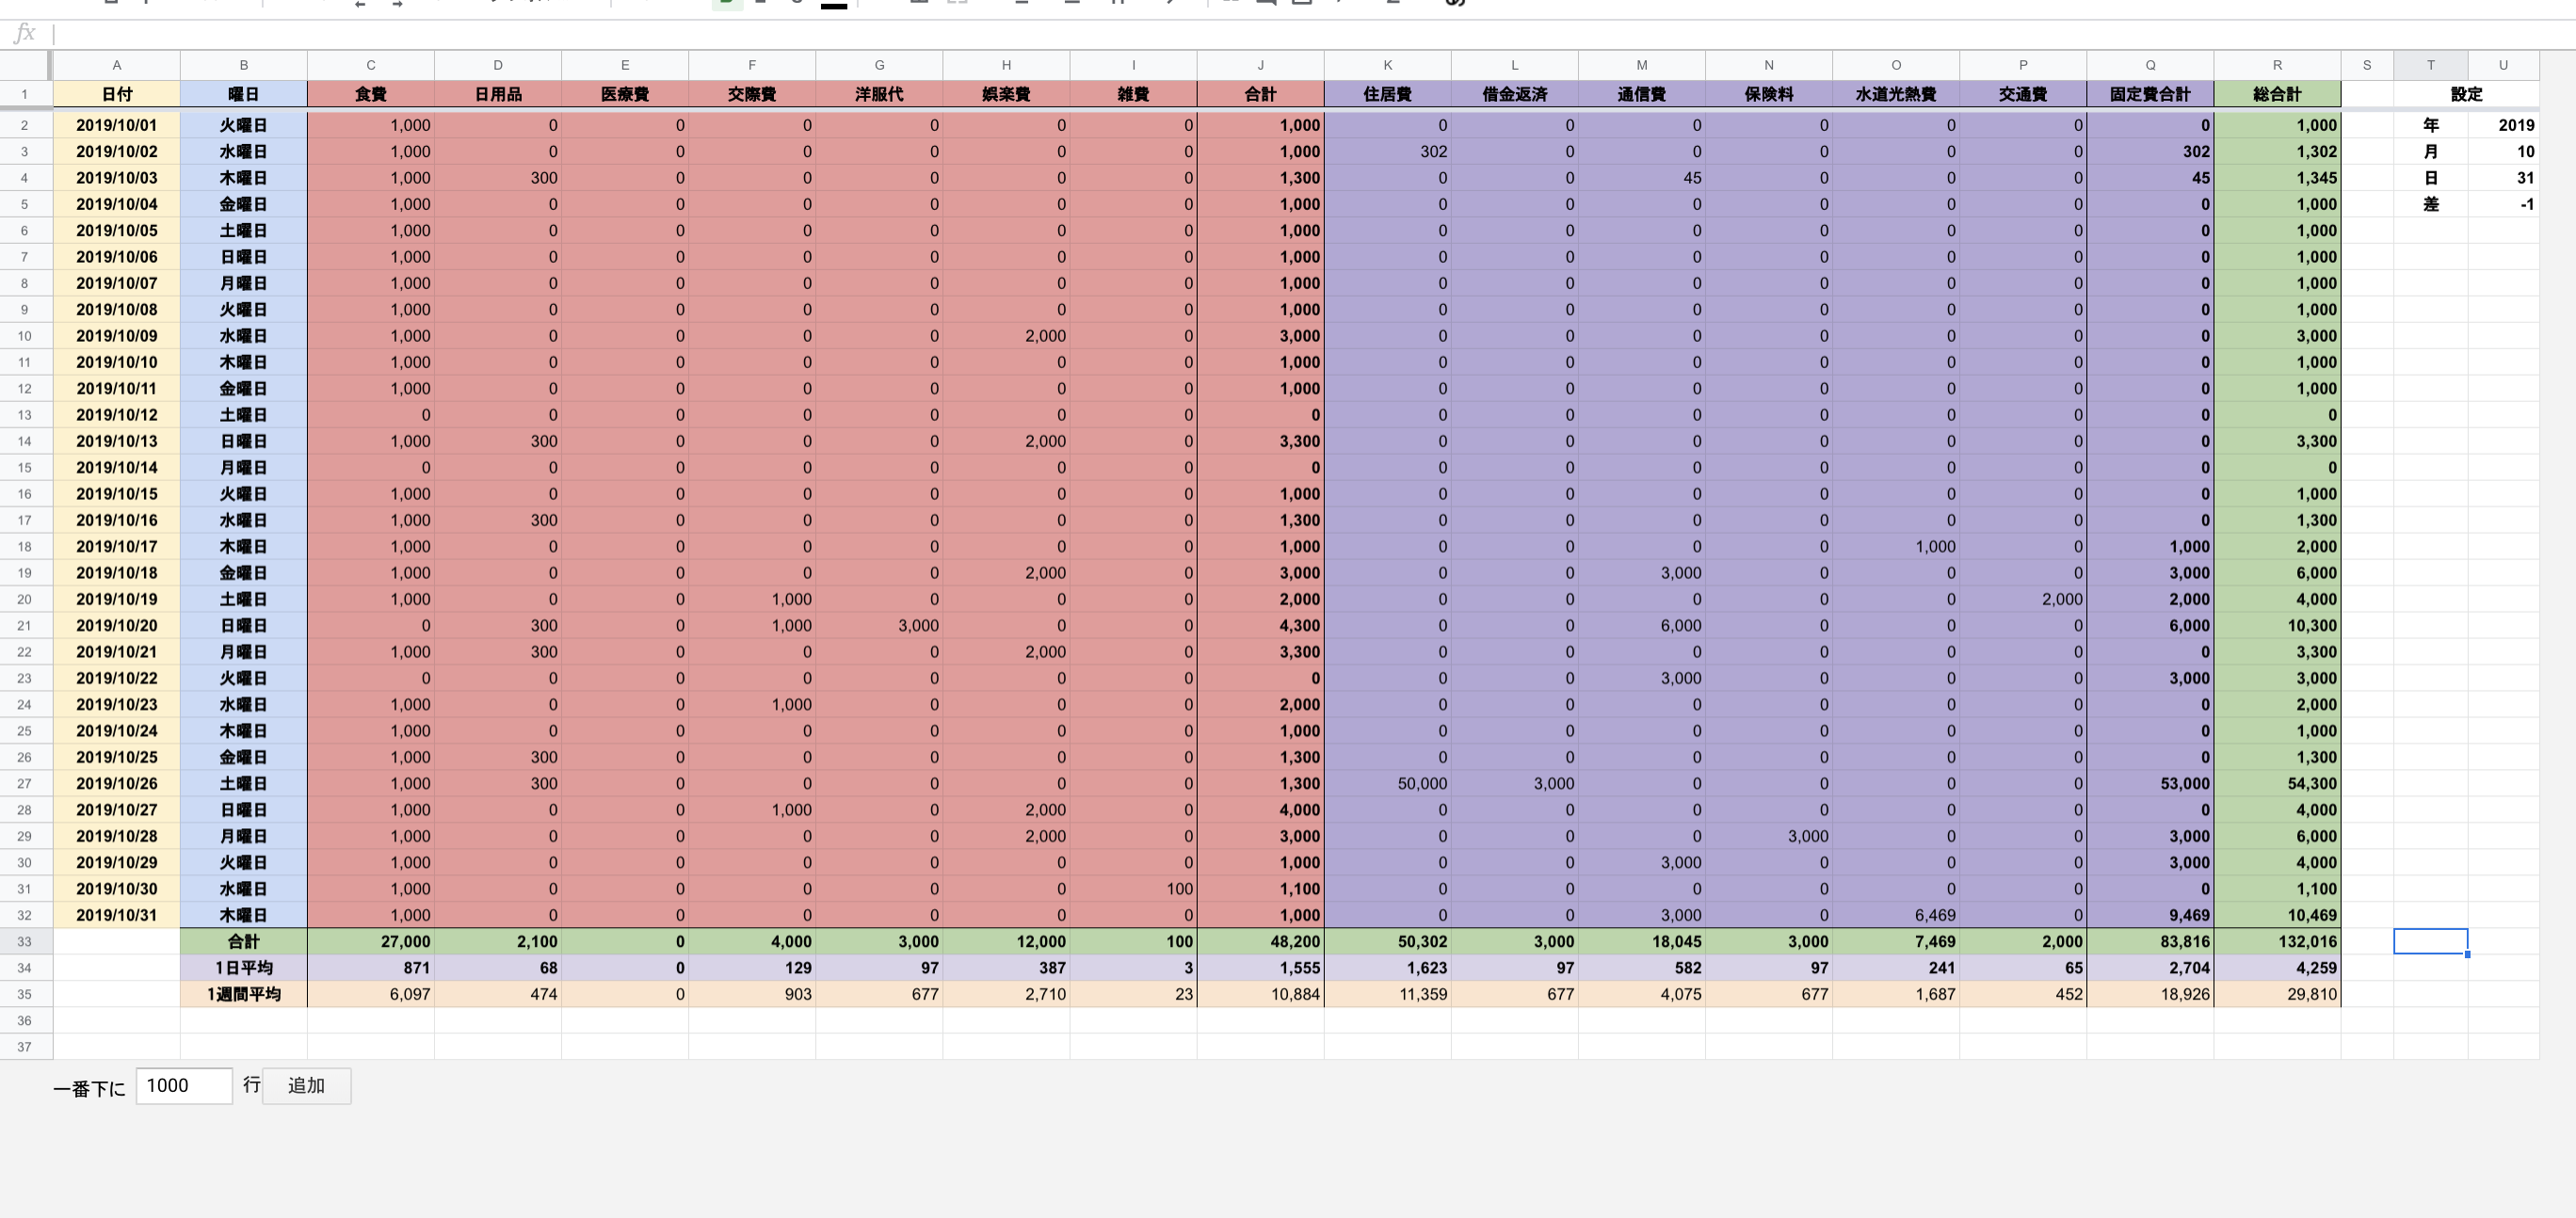 fx
A B C D E F G H I J K L M N O P Q R S T U
1 日付 曜日 食費 日用品 医療費 交際費 洋服代 娯楽費 雑費 合計 住居費 借金返済 通信費 保険料 水道光熱費 交通費 固定費合計 総合計 設定
2 2019/10/01 火曜日 1,000 0 0 0 0 0 0 1,000 0 0 0 0 0 0 0 1,000 年 2019
3 2019/10/02 水曜日 1,000 0 0 0 0 0 0 1,000 302 0 0 0 0 0 302 1,302 月 10
4 2019/10/03 木曜日 1,000 300 0 0 0 0 0 1,300 0 0 45 0 0 0 45 1,345 日 31
5 2019/10/04 金曜日 1,000 0 0 0 0 0 0 1,000 0 0 0 0 0 0 0 1,000 差 -1
6 2019/10/05 土曜日 1,000 0 0 0 0 0 0 1,000 0 0 0 0 0 0 0 1,000
7 2019/10/06 日曜日 1,000 0 0 0 0 0 0 1,000 0 0 0 0 0 0 0 1,000
8 2019/10/07 月曜日 1,000 0 0 0 0 0 0 1,000 0 0 0 0 0 0 0 1,000
9 2019/10/08 火曜日 1,000 0 0 0 0 0 0 1,000 0 0 0 0 0 0 0 1,000
10 2019/10/09 水曜日 1,000 0 0 0 0 2,000 0 3,000 0 0 0 0 0 0 0 3,000
11 2019/10/10 木曜日 1,000 0 0 0 0 0 0 1,000 0 0 0 0 0 0 0 1,000
12 2019/10/11 金曜日 1,000 0 0 0 0 0 0 1,000 0 0 0 0 0 0 0 1,000
13 2019/10/12 土曜日 0 0 0 0 0 0 0 0 0 0 0 0 0 0 0 0
14 2019/10/13 日曜日 1,000 300 0 0 0 2,000 0 3,300 0 0 0 0 0 0 0 3,300
15 2019/10/14 月曜日 0 0 0 0 0 0 0 0 0 0 0 0 0 0 0 0
16 2019/10/15 火曜日 1,000 0 0 0 0 0 0 1,000 0 0 0 0 0 0 0 1,000
17 2019/10/16 水曜日 1,000 300 0 0 0 0 0 1,300 0 0 0 0 0 0 0 1,300
18 2019/10/17 木曜日 1,000 0 0 0 0 0 0 1,000 0 0 0 0 1,000 0 1,000 2,000
19 2019/10/18 金曜日 1,000 0 0 0 0 2,000 0 3,000 0 0 3,000 0 0 0 3,000 6,000
20 2019/10/19 土曜日 1,000 0 0 1,000 0 0 0 2,000 0 0 0 0 0 2,000 2,000 4,000
21 2019/10/20 日曜日 0 300 0 1,000 3,000 0 0 4,300 0 0 6,000 0 0 0 6,000 10,300
22 2019/10/21 月曜日 1,000 300 0 0 0 2,000 0 3,300 0 0 0 0 0 0 0 3,300
23 2019/10/22 火曜日 0 0 0 0 0 0 0 0 0 0 3,000 0 0 0 3,000 3,000
24 2019/10/23 水曜日 1,000 0 0 1,000 0 0 0 2,000 0 0 0 0 0 0 0 2,000
25 2019/10/24 木曜日 1,000 0 0 0 0 0 0 1,000 0 0 0 0 0 0 0 1,000
26 2019/10/25 金曜日 1,000 300 0 0 0 0 0 1,300 0 0 0 0 0 0 0 1,300
27 2019/10/26 土曜日 1,000 300 0 0 0 0 0 1,300 50,000 3,000 0 0 0 0 53,000 54,300
28 2019/10/27 日曜日 1,000 0 0 1,000 0 2,000 0 4,000 0 0 0 0 0 0 0 4,000
29 2019/10/28 月曜日 1,000 0 0 0 0 2,000 0 3,000 0 0 0 3,000 0 0 3,000 6,000
30 2019/10/29 火曜日 1,000 0 0 0 0 0 0 1,000 0 0 3,000 0 0 0 3,000 4,000
31 2019/10/30 水曜日 1,000 0 0 0 0 0 100 1,100 0 0 0 0 0 0 0 1,100
32 2019/10/31 木曜日 1,000 0 0 0 0 0 0 1,000 0 0 3,000 0 6,469 0 9,469 10,469
33 合計 27,000 2,100 0 4,000 3,000 12,000 100 48,200 50,302 3,000 18,045 3,000 7,469 2,000 83,816 132,016
34 1日平均 871 68 0 129 97 387 3 1,555 1,623 97 582 97 241 65 2,704 4,259
35 1週間平均 6,097 474 0 903 677 2,710 23 10,884 11,359 677 4,075 677 1,687 452 18,926 29,810
36
37
一番下に 1000 行 追加